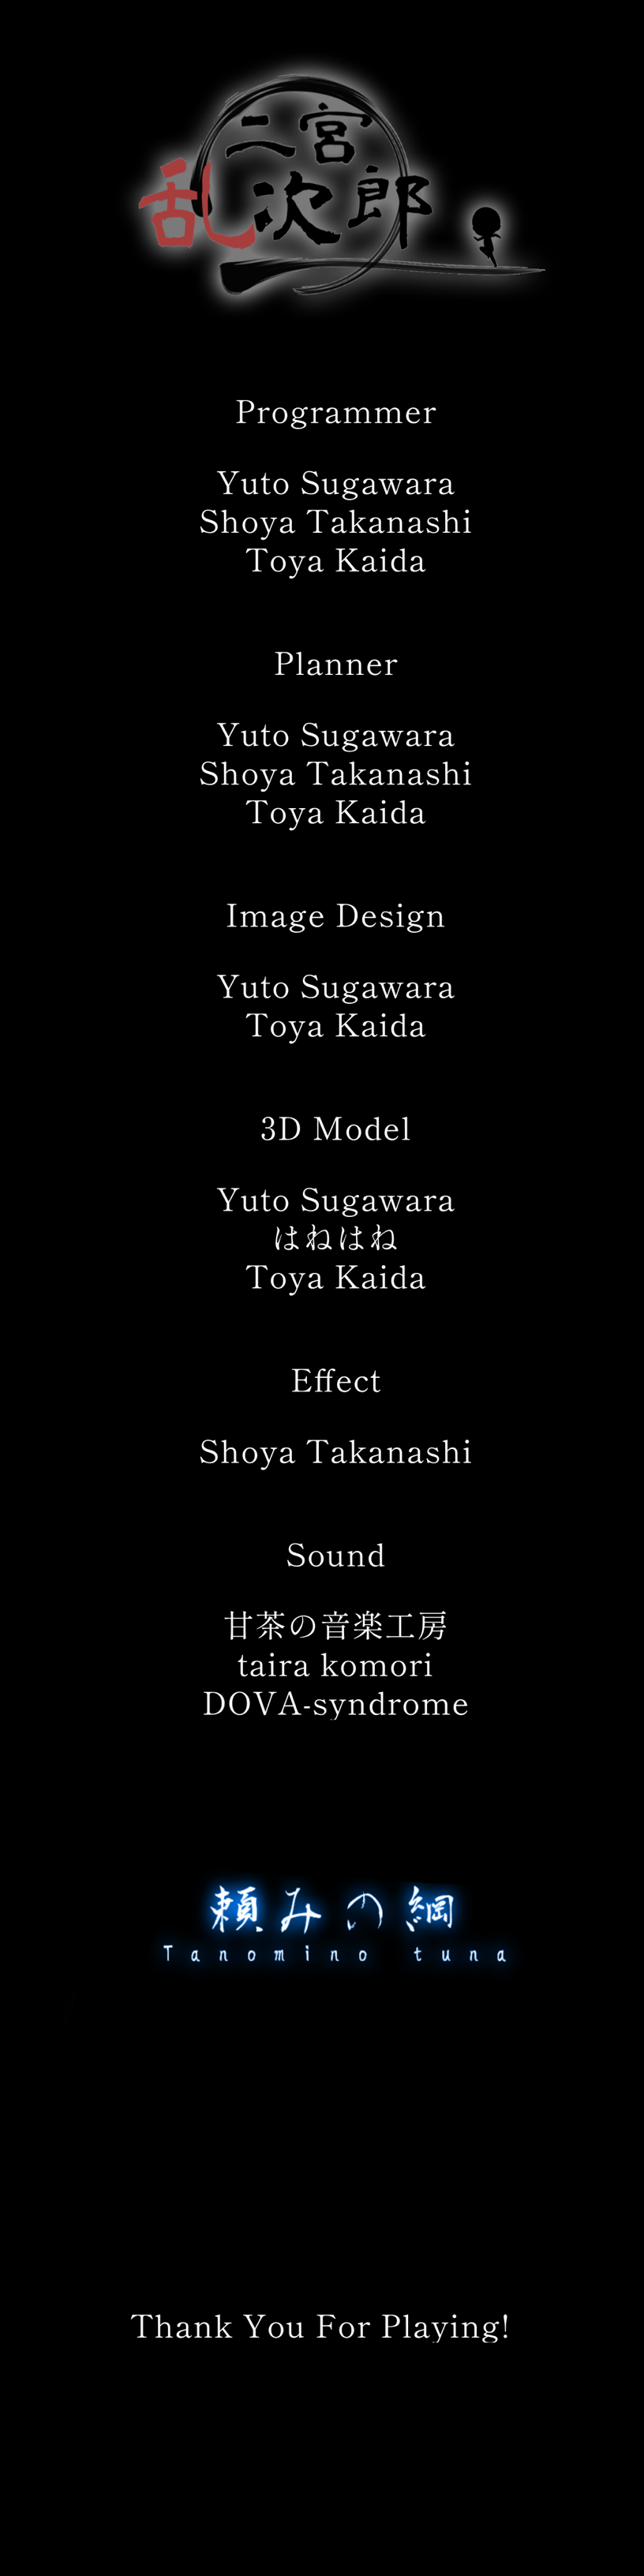 二宮
乱次郎
Programmer
Yuto Sugawara
Shoya Takanashi
Toya Kaida
Planner
Yuto Sugawara
Shoya Takanashi
Toya Kaida
Image Design
Yuto Sugawara
Toya Kaida
3D Model
Yuto Sugawara
はねはね
Toya Kaida
Effect
Shoya Takanashi
Sound
甘茶の音楽工房
taira komori
DOVA-syndrome
頼みの綱
Tanomino tuna
Thank You For Playing!